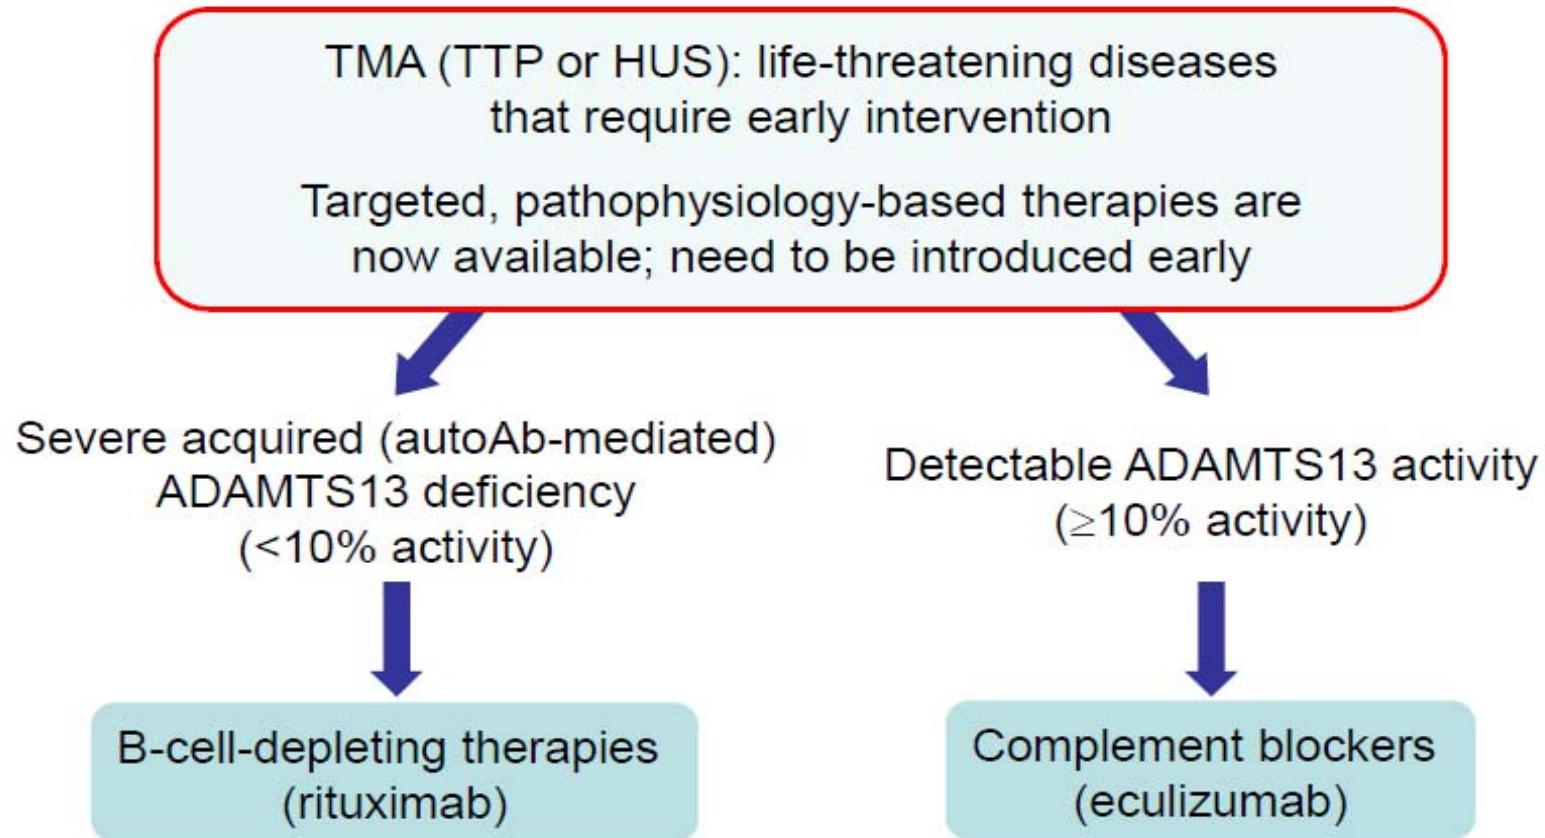 TMA (TTP or HUS): life-threatening diseases
that require early intervention
Targeted, pathophysiology-based therapies are
now available; need to be introduced early
Severe acquired (autoAb-mediated)
ADAMTS13 deficiency
(<10% activity)
Detectable ADAMTS13 activity
(≥10% activity)
B-cell-depleting therapies
(rituximab)
Complement blockers
(eculizumab)